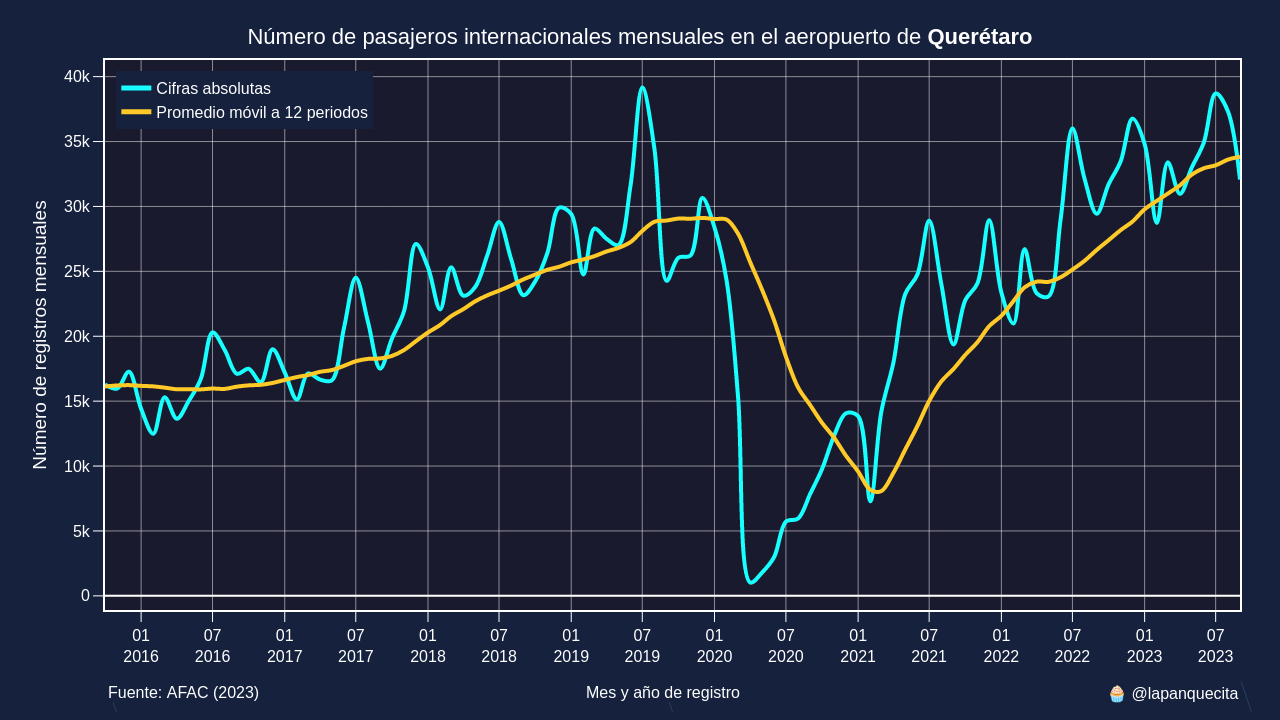 Número de pasajeros internacionales mensuales en el aeropuerto de Querétaro
Cifras absolutas
Promedio móvil a 12 periodos
Número de registros mensuales
40k
35k
30k
25k
20k
15k
10k
5k
0
01 07 01 07 01 07 01 07 01 07 01 07 01 07 01 07
2016 2016 2017 2017 2018 2018 2019 2019 2020 2020 2021 2021 2022 2022 2023 2023
Fuente: AFAC (2023) Mes y año de registro 🧁 @lapanquecita